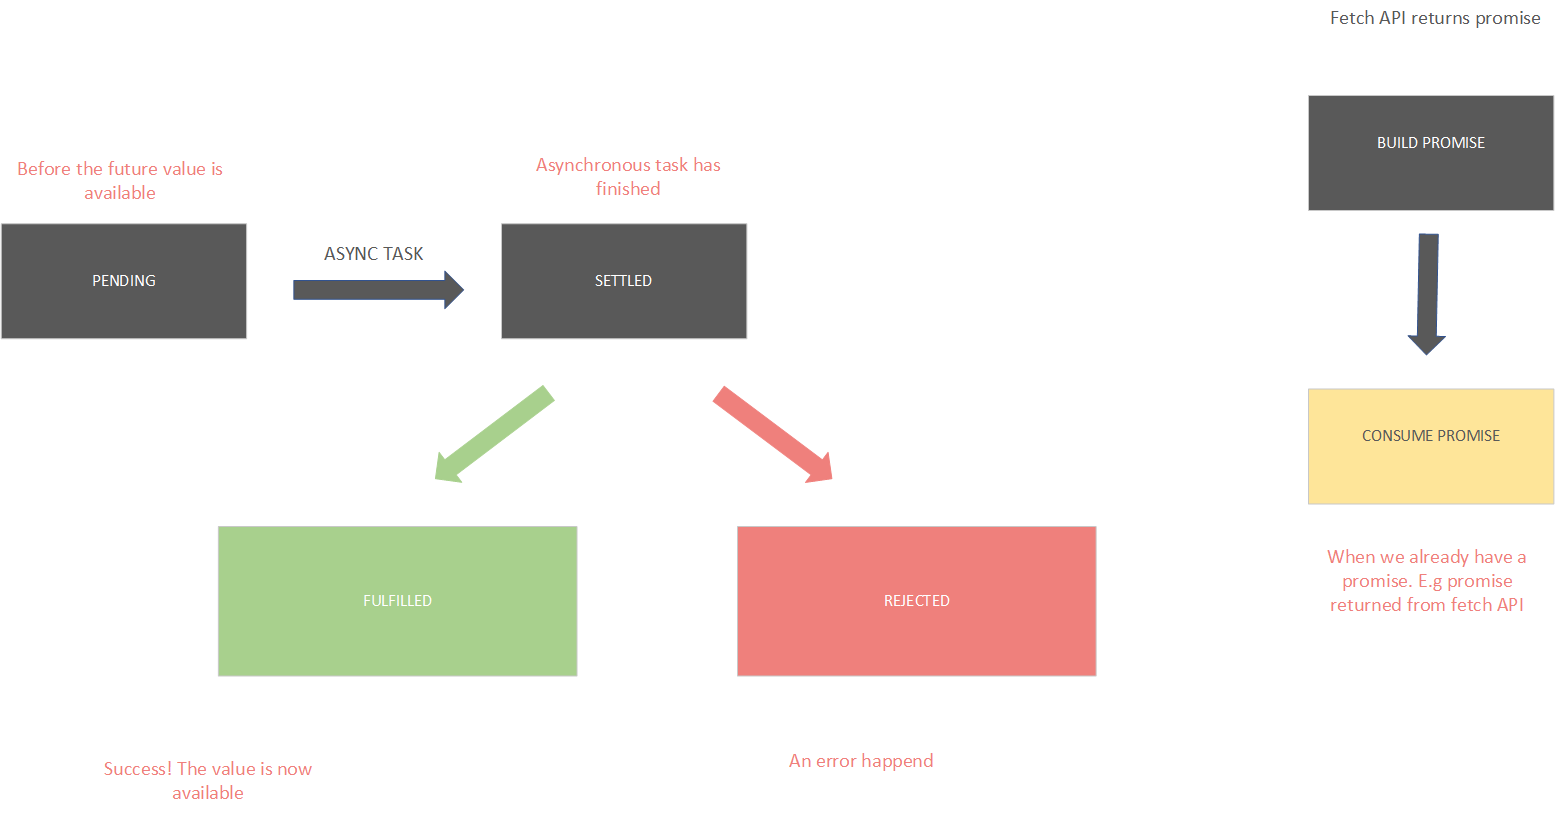 Fetch API returns promise
BUILD PROMISE
Before the future value is
available
Asynchronous task has
finished
PENDING
ASYNC TASK
SETTLED
CONSUME PROMISE
When we already have a
promise. E.g promise
returned from fetch API
FULFILLED
REJECTED
Success! The value is now
available
An error happend